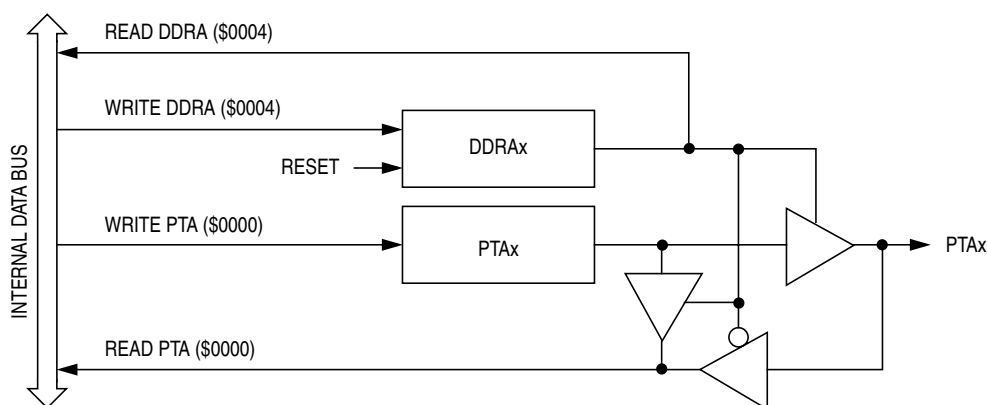 READ DDRA ($0004)
WRITE DDRA ($0004)
DDRAx
RESET
INTERNAL DATA BUS
WRITE PTA ($0000)
PTAx
PTAx
READ PTA ($0000)